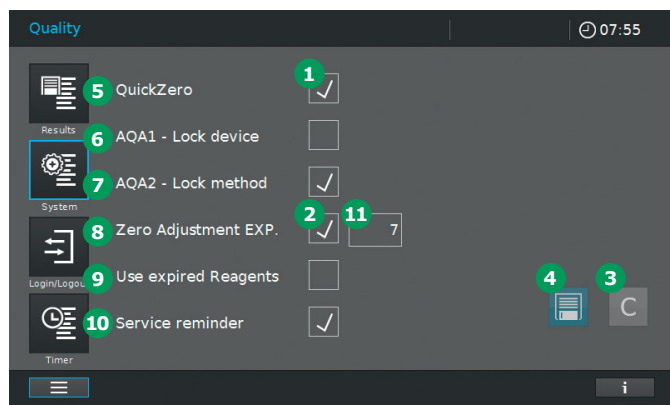 Quality
07:55
1
5 QuickZero
Results
6 AQA1 - Lock device
7 AQA2 - Lock method
System
2 11
8 Zero Adjustment EXP. 7
Login/Logou
9 Use expired Reagents
4 3
C
10 Service reminder
Timer
i